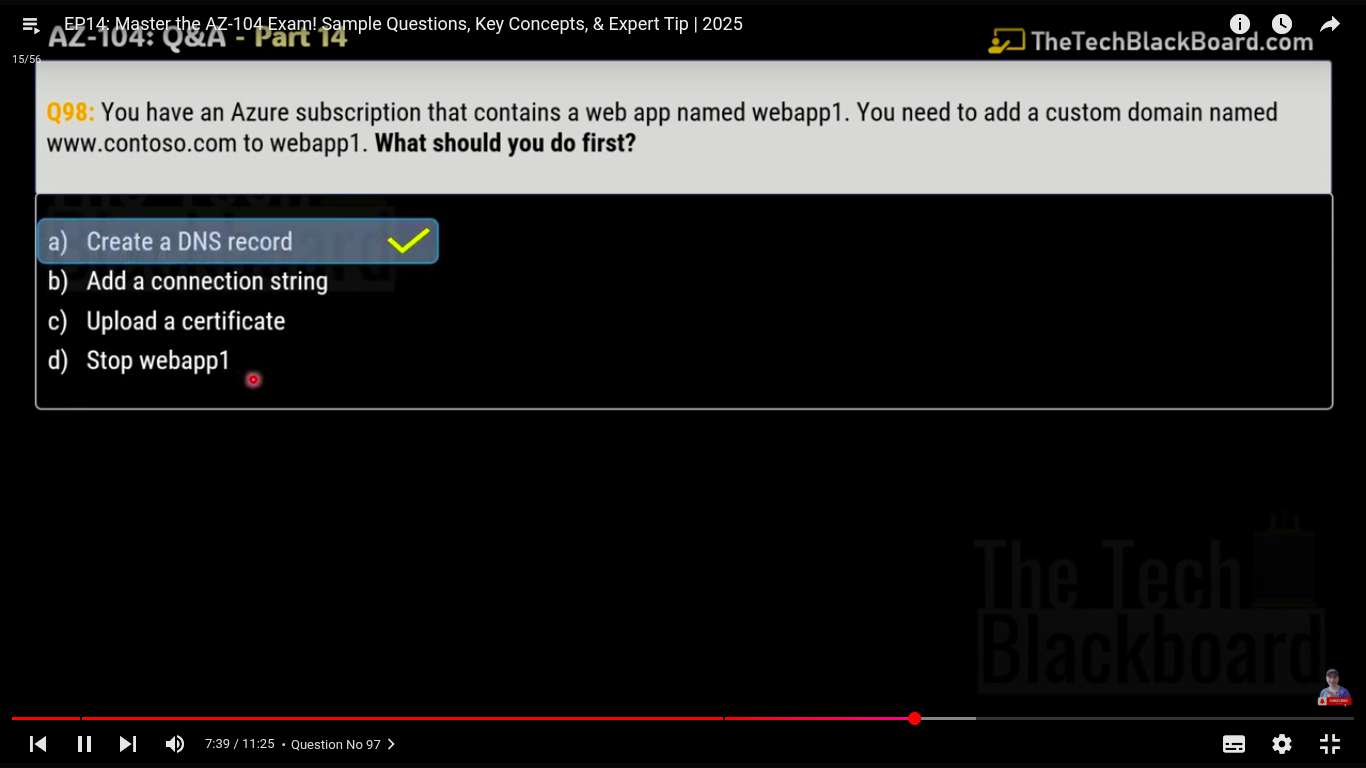 EP14: Master the AZ-104 Exam! Sample Questions, Key Concepts, & Expert Tip | 2025
AZ-104: Q&A - Part 14
TheTechBlackBoard.com
15/56
Q98: You have an Azure subscription that contains a web app named webapp1. You need to add a custom domain named
www.contoso.com to webapp1. What should you do first?
a) Create a DNS record
b) Add a connection string
c) Upload a certificate
d) Stop webapp1
The Tech
Blackboard
7:39 / 11:25 • Question No 97